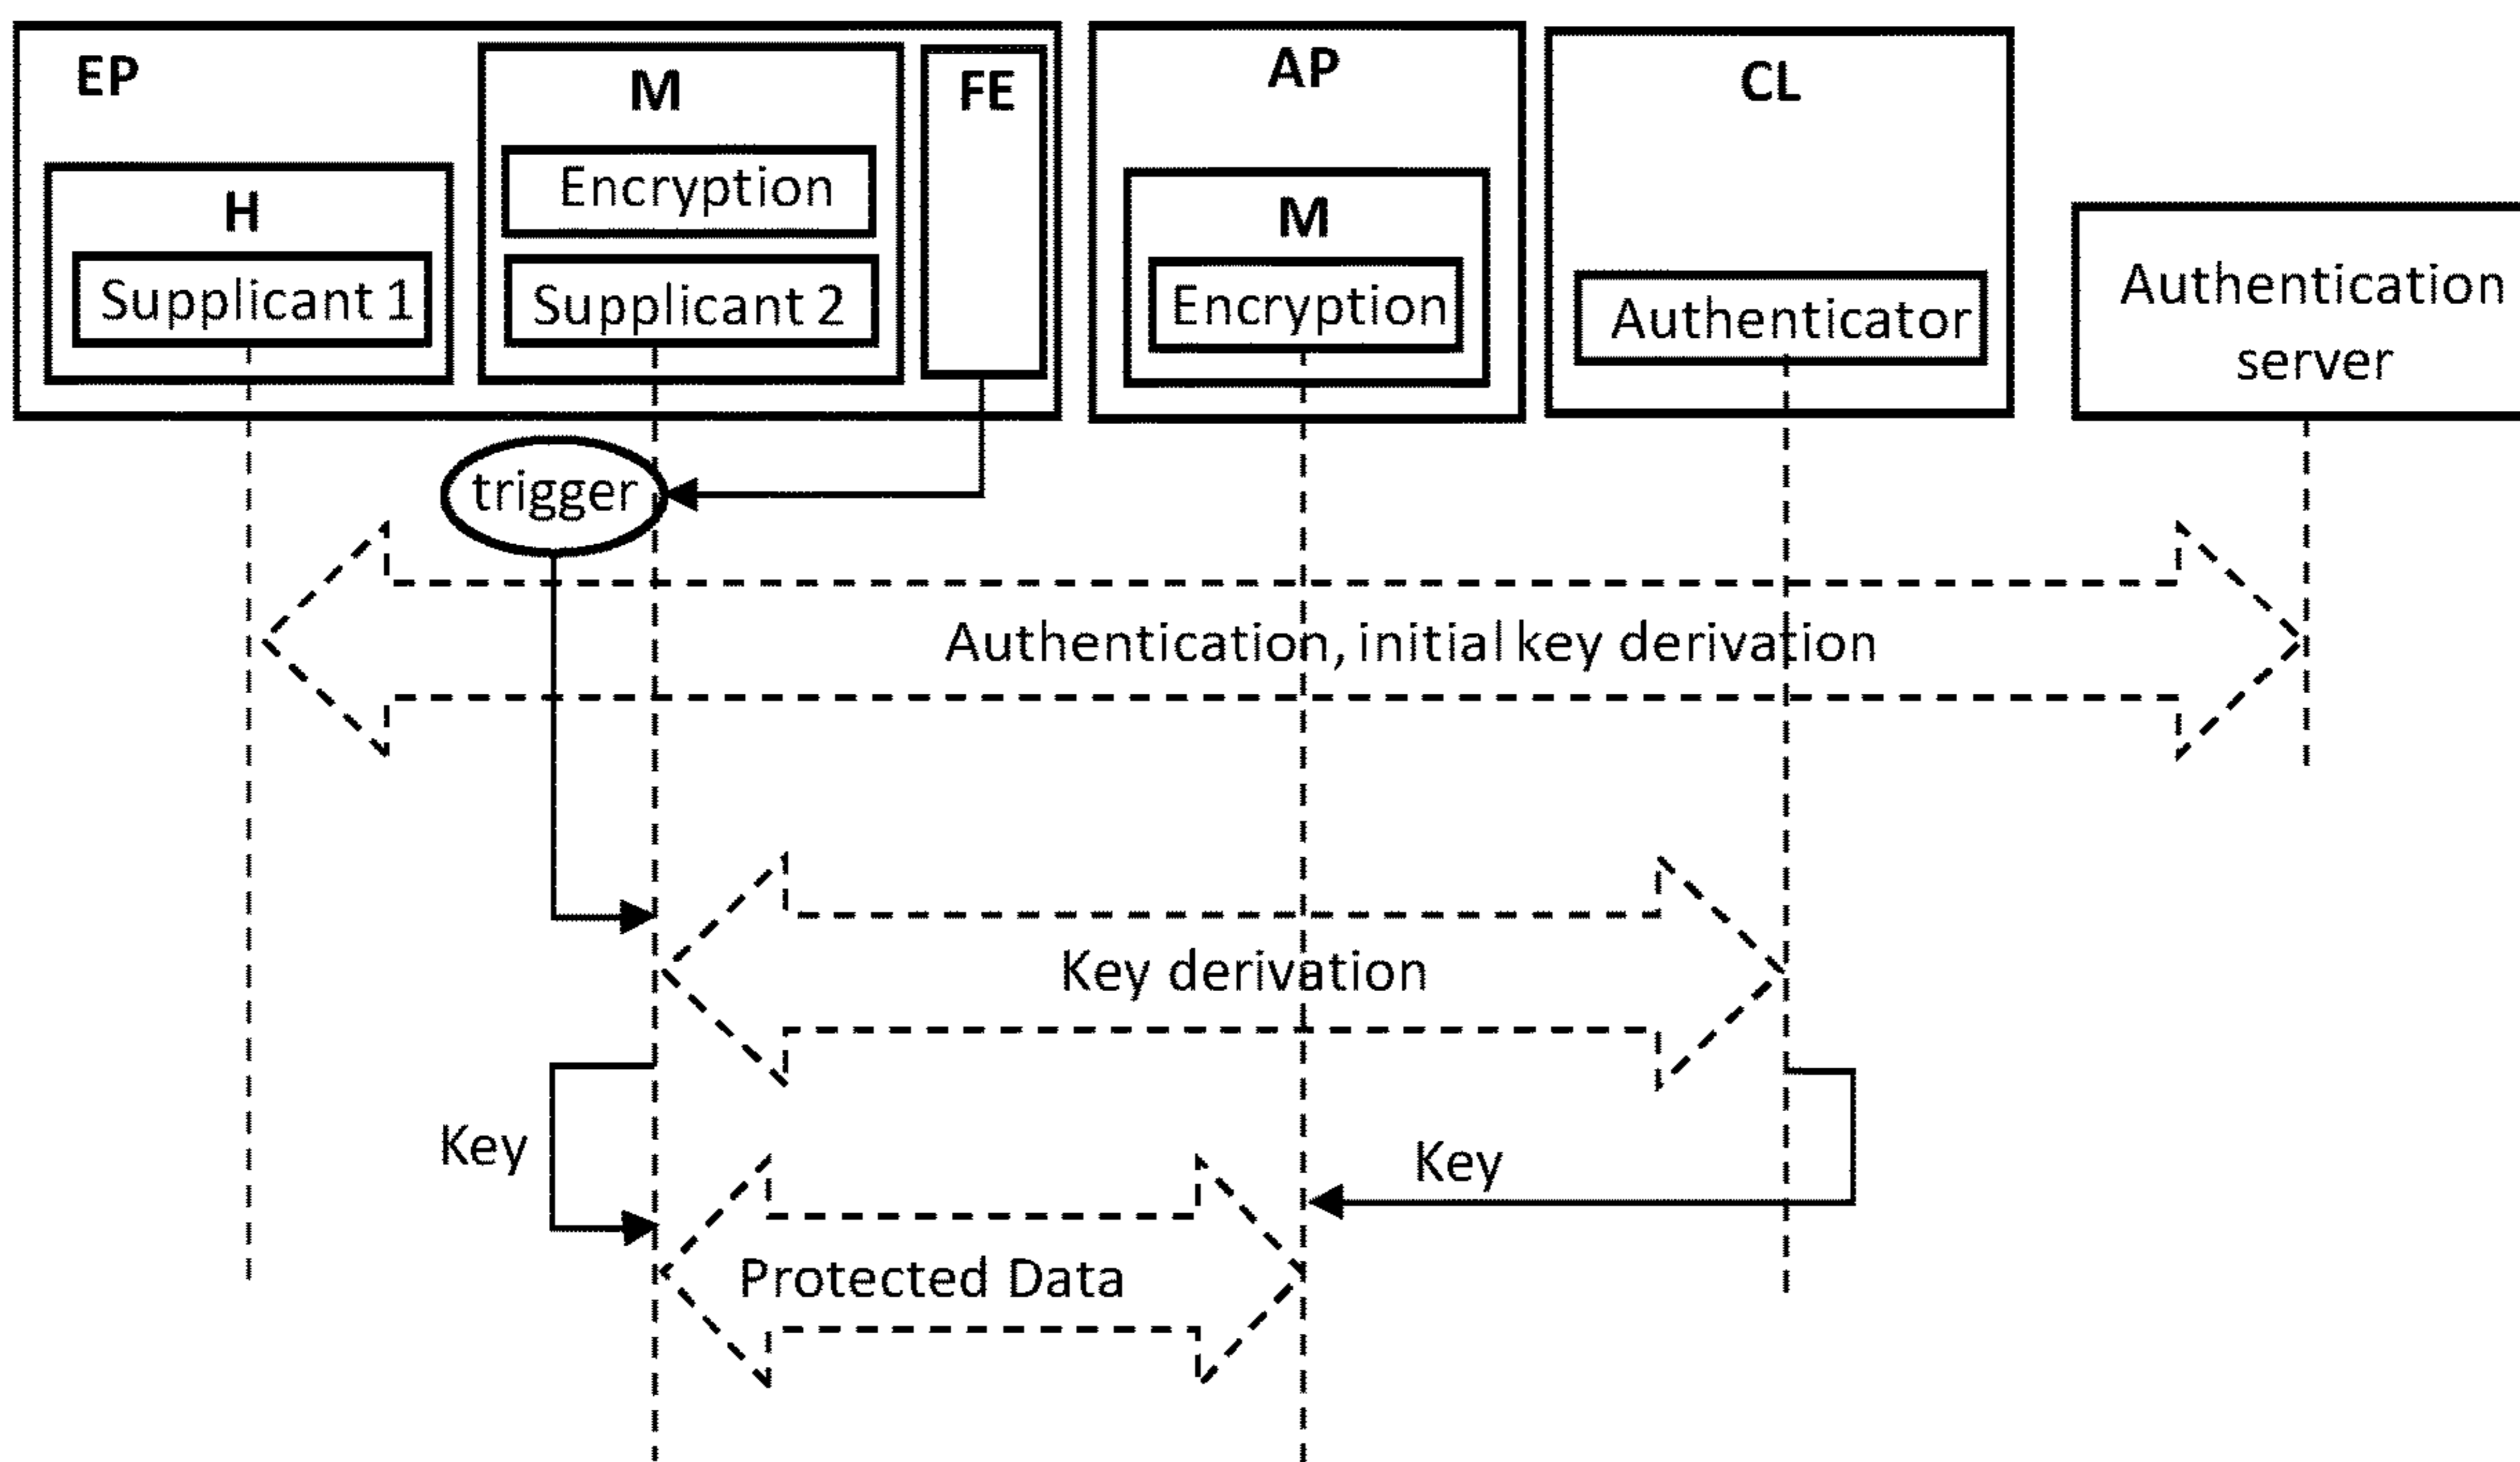 EP
H
Supplicant 1
M
Encryption
Supplicant 2
FE
AP
M
Encryption
CL
Authenticator
Authentication
server
trigger
Authentication, initial key derivation
Key derivation
Key
Key
Protected Data